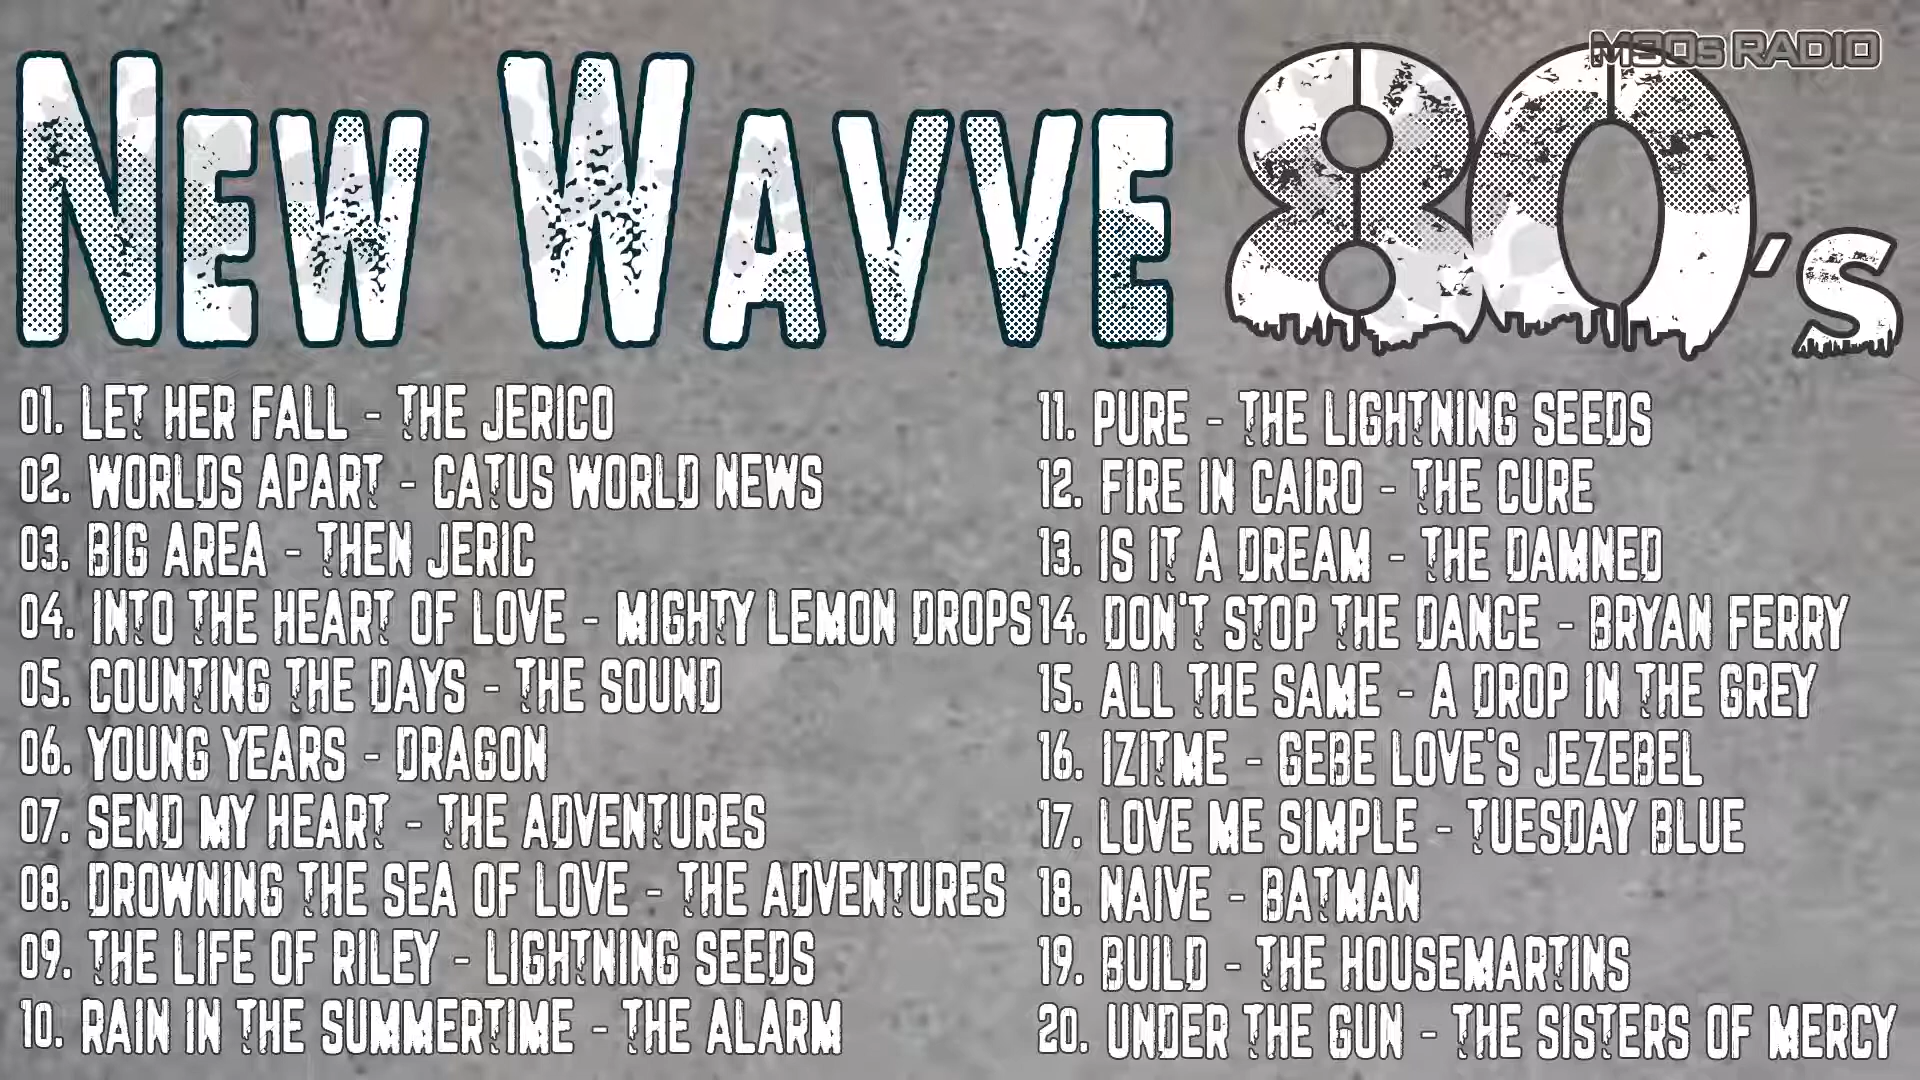 New Wavve 80's
M80s RADIO
01. LET HER FALL - THE JERICO
02. WORLDS APART - CATUS WORLD NEWS
03. BIG AREA - THEN JERIC
04. INTO THE HEART OF LOVE - MIGHTY LEMON DROPS
05. COUNTING THE DAYS - THE SOUND
06. YOUNG YEARS - DRAGON
07. SEND MY HEART - THE ADVENTURES
08. DROWNING THE SEA OF LOVE - THE ADVENTURES
09. THE LIFE OF RILEY - LIGHTNING SEEDS
10. RAIN IN THE SUMMERTIME - THE ALARM
11. PURE - THE LIGHTNING SEEDS
12. FIRE IN CAIRO - THE CURE
13. IS IT A DREAM - THE DAMNED
14. DON'T STOP THE DANCE - BRYAN FERRY
15. ALL THE SAME - A DROP IN THE GREY
16. IZITME - GEBE LOVE'S JEZEBEL
17. LOVE ME SIMPLE - TUESDAY BLUE
18. NAIVE - BATMAN
19. BUILD - THE HOUSEMARTINS
20. UNDER THE GUN - THE SISTERS OF MERCY